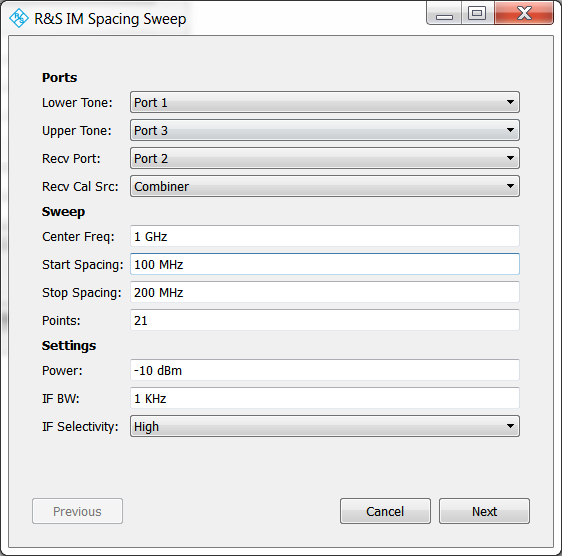 R&S IM Spacing Sweep
Ports
Lower Tone: Port 1
Upper Tone: Port 3
Recv Port: Port 2
Recv Cal Src: Combiner
Sweep
Center Freq: 1 GHz
Start Spacing: 100 MHz
Stop Spacing: 200 MHz
Points: 21
Settings
Power: -10 dBm
IF BW: 1 KHz
IF Selectivity: High
Previous Cancel Next